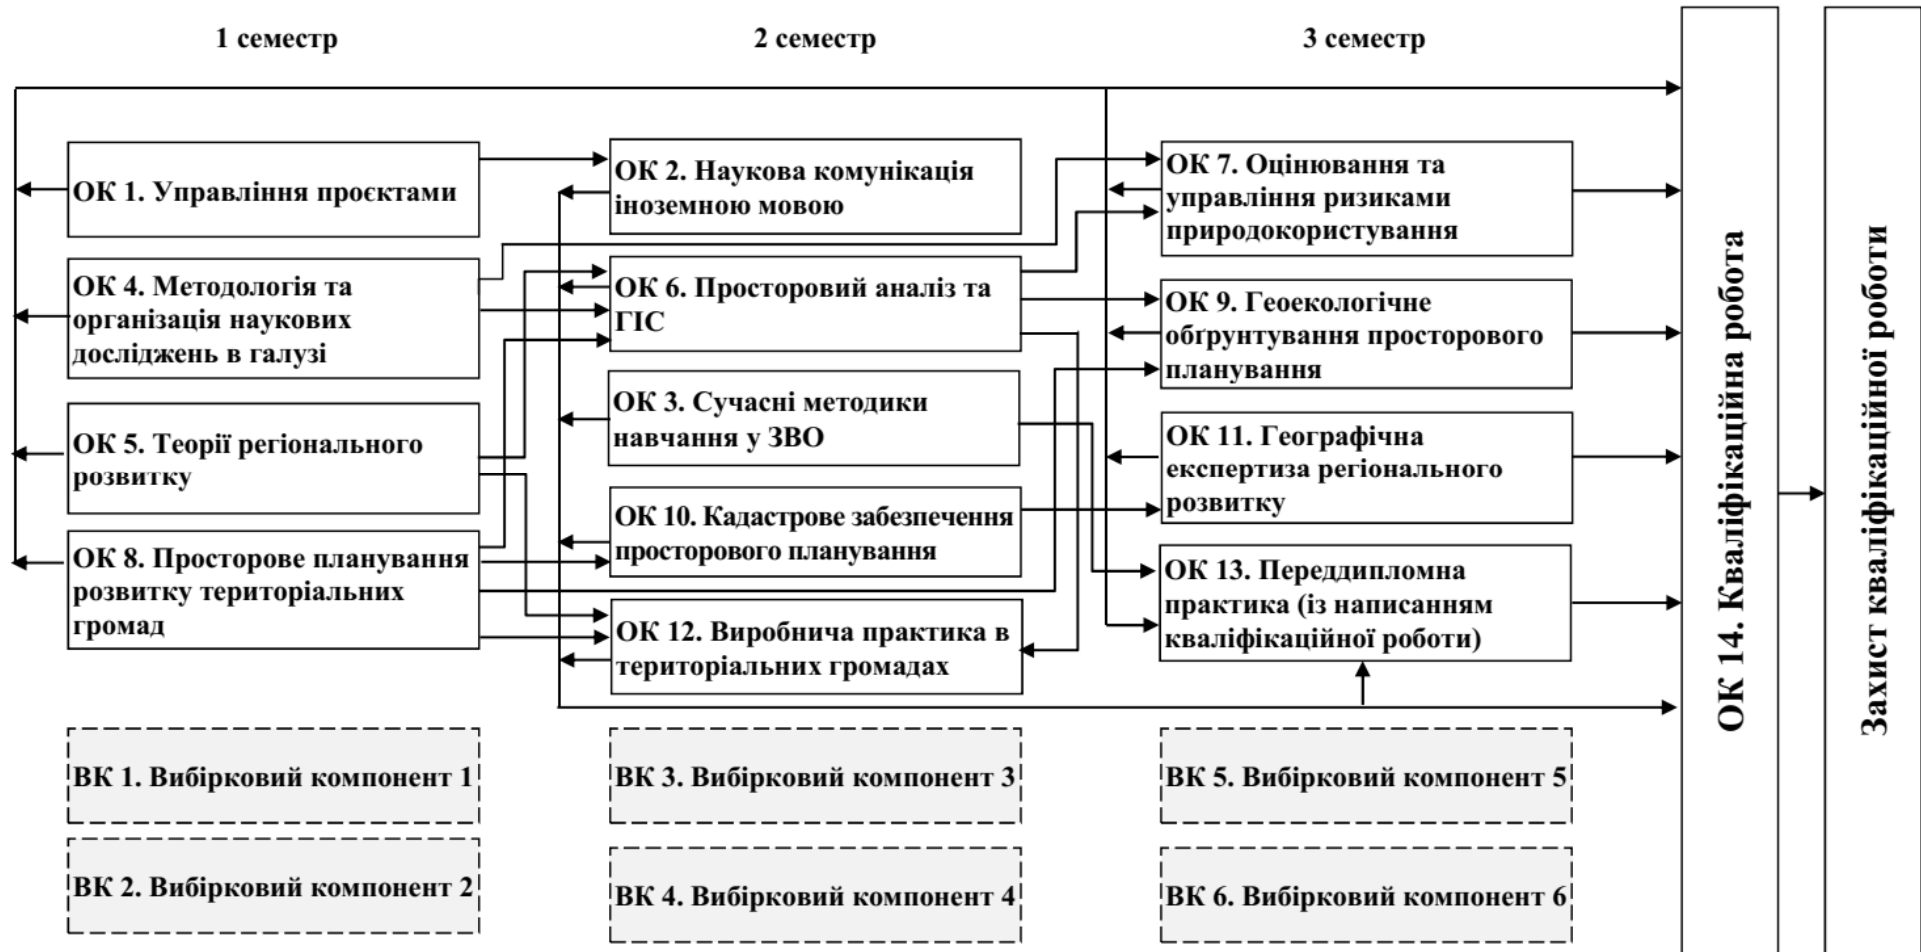 1 семестр
2 семестр
3 семестр
ОК 1. Управління проєктами
ОК 4. Методологія та
організація наукових
досліджень в галузі
ОК 5. Теорії регіонального
розвитку
ОК 8. Просторове планування
розвитку територіальних
громад
ВК 1. Вибірковий компонент 1
ВК 2. Вибірковий компонент 2
ОК 2. Наукова комунікація
іноземною мовою
ОК 6. Просторовий аналіз та
ГІС
ОК 3. Сучасні методики
навчання у ЗВО
ОК 10. Кадастрове забезпечення
просторового планування
ОК 12. Виробнича практика в
територіальних громадах
ВК 3. Вибірковий компонент 3
ВК 4. Вибірковий компонент 4
ОК 7. Оцінювання та
управління ризиками
природокористування
ОК 9. Геоекологічне
обґрунтування просторового
планування
ОК 11. Географічна
експертиза регіонального
розвитку
ОК 13. Переддипломна
практика (із написанням
кваліфікаційної роботи)
ВК 5. Вибірковий компонент 5
ВК 6. Вибірковий компонент 6
ОК 14. Кваліфікаційна робота
Захист кваліфікаційної роботи